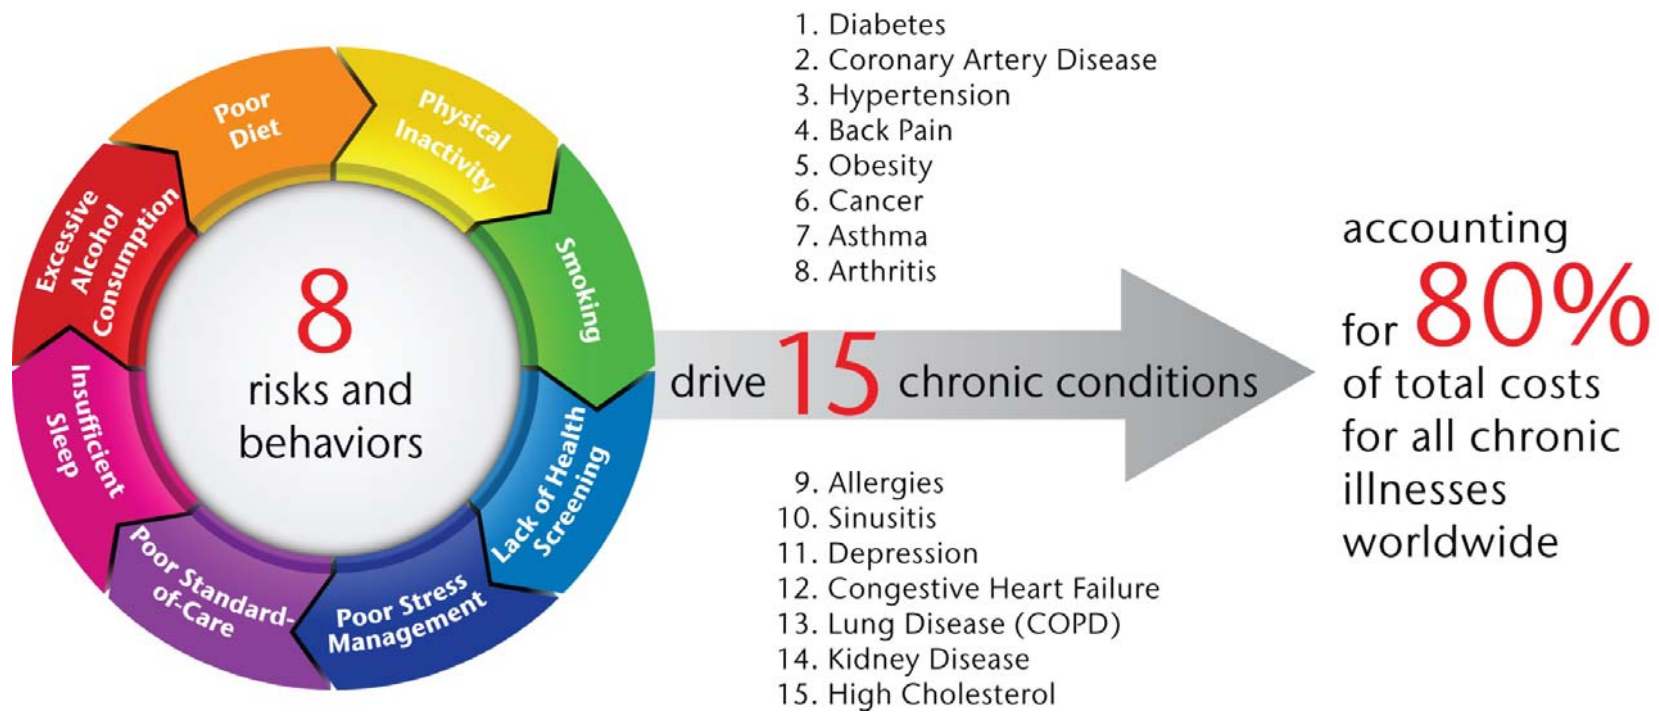 Poor
Diet
Physical
Inactivity
Smoking
Lack of Health
Screening
Poor Stress
Management
Poor Standard-
of-Care
Insufficient
Sleep
Excessive
Alcohol
Consumption
8
risks and
behaviors
1. Diabetes
2. Coronary Artery Disease
3. Hypertension
4. Back Pain
5. Obesity
6. Cancer
7. Asthma
8. Arthritis
drive 15 chronic conditions
9. Allergies
10. Sinusitis
11. Depression
12. Congestive Heart Failure
13. Lung Disease (COPD)
14. Kidney Disease
15. High Cholesterol
accounting
for 80%
of total costs
for all chronic
illnesses
worldwide